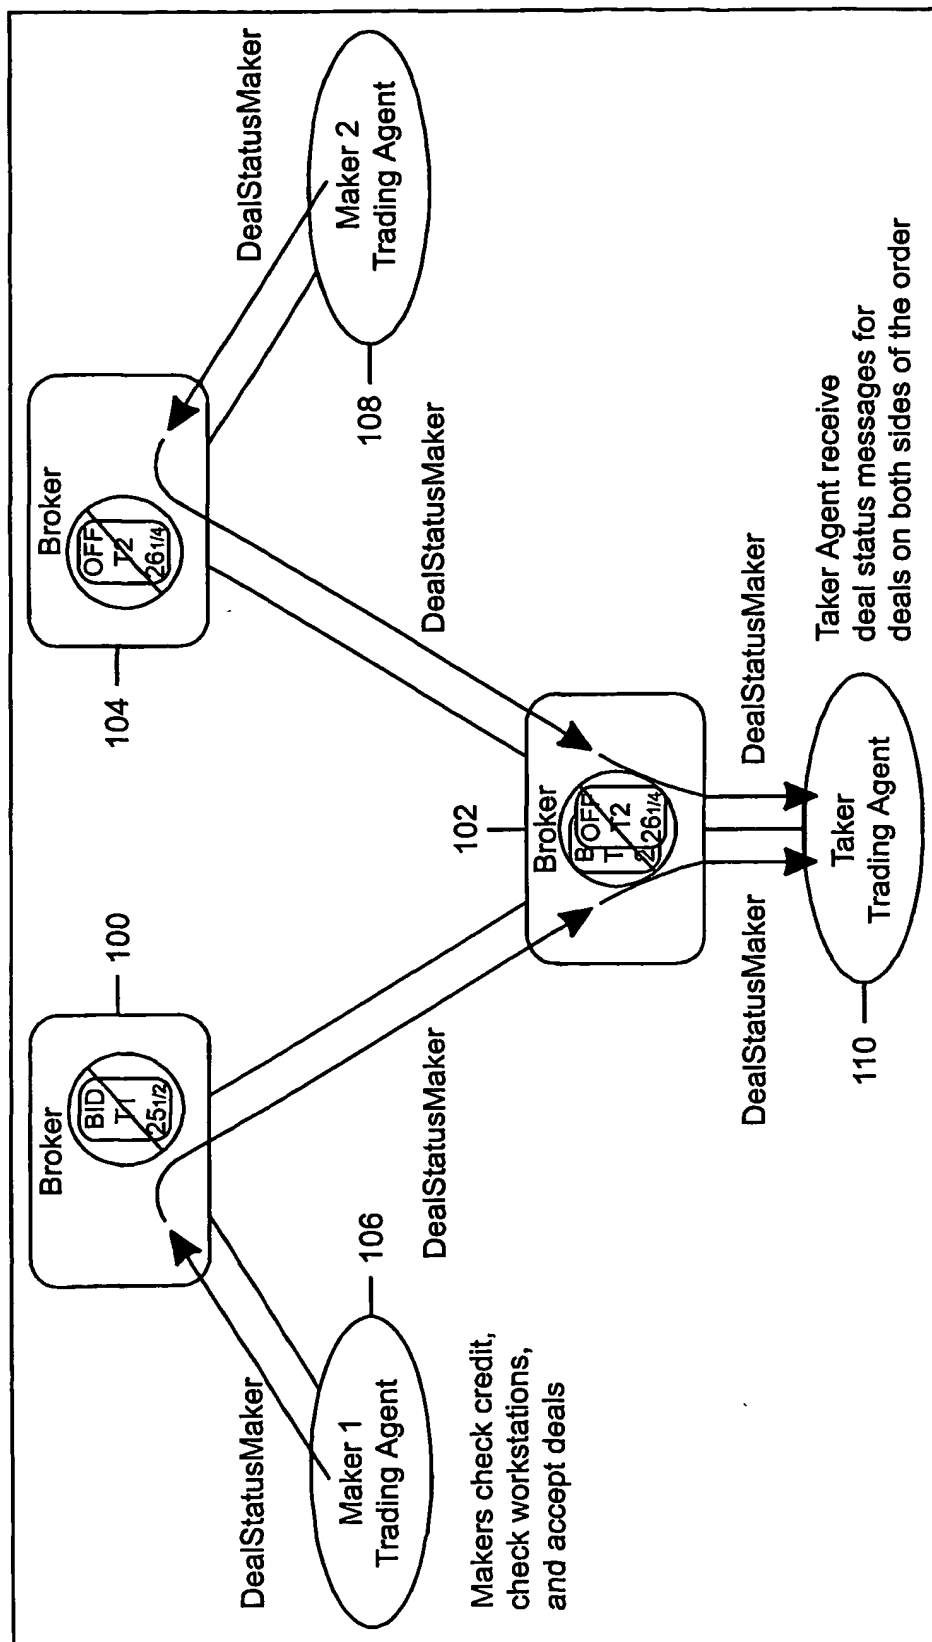 Broker
BID
T1
25 1/2
100
Broker
OFF
T2
26 1/4
104
DealStatusMaker
Maker 1
Trading Agent
106
DealStatusMaker
Maker 2
Trading Agent
108
Makers check credit,
check workstations,
and accept deals
DealStatusMaker
DealStatusMaker
102
Broker
B
OFF
T
T2
2
26 1/4
DealStatusMaker
DealStatusMaker
110
Taker
Trading Agent
Taker Agent receive
deal status messages for
deals on both sides of the order